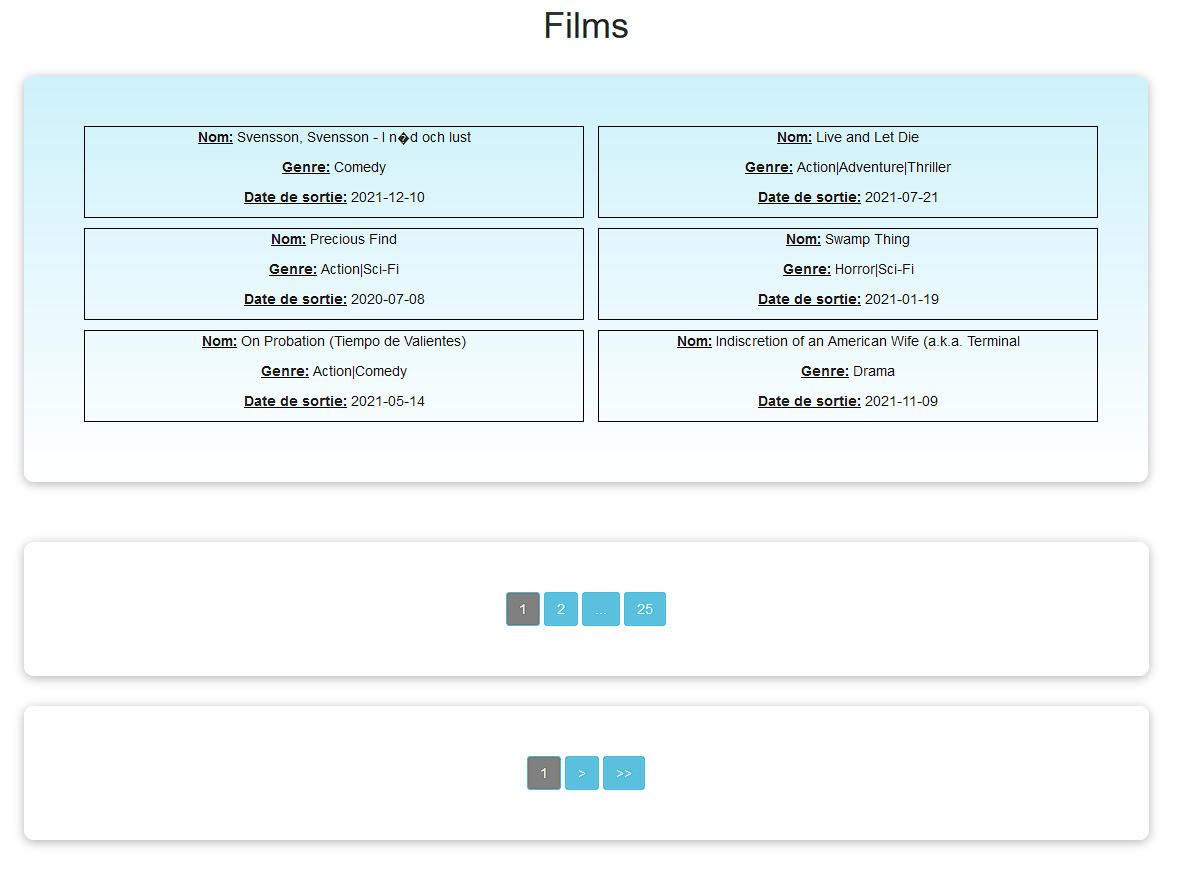 Films
Nom: Svensson, Svensson - I n�d och lust
Genre: Comedy
Date de sortie: 2021-12-10
Nom: Live and Let Die
Genre: Action|Adventure|Thriller
Date de sortie: 2021-07-21
Nom: Precious Find
Genre: Action|Sci-Fi
Date de sortie: 2020-07-08
Nom: Swamp Thing
Genre: Horror|Sci-Fi
Date de sortie: 2021-01-19
Nom: On Probation (Tiempo de Valientes)
Genre: Action|Comedy
Date de sortie: 2021-05-14
Nom: Indiscretion of an American Wife (a.k.a. Terminal
Genre: Drama
Date de sortie: 2021-11-09
1 2 ... 25
1 > >>